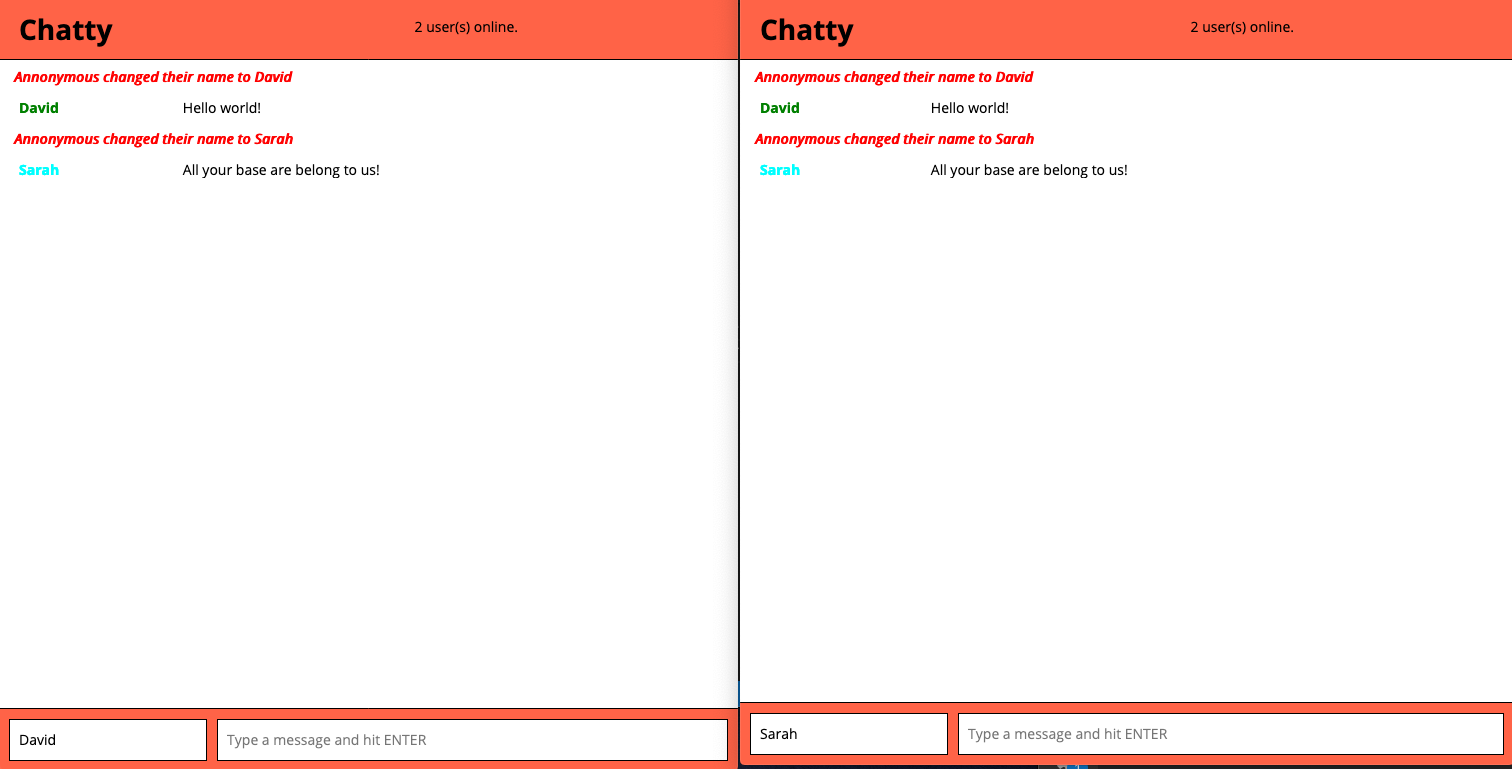 Chatty
2 user(s) online.
Annonymous changed their name to David
David Hello world!
Annonymous changed their name to Sarah
Sarah All your base are belong to us!
David Type a message and hit ENTER
Chatty
2 user(s) online.
Annonymous changed their name to David
David Hello world!
Annonymous changed their name to Sarah
Sarah All your base are belong to us!
Sarah Type a message and hit ENTER